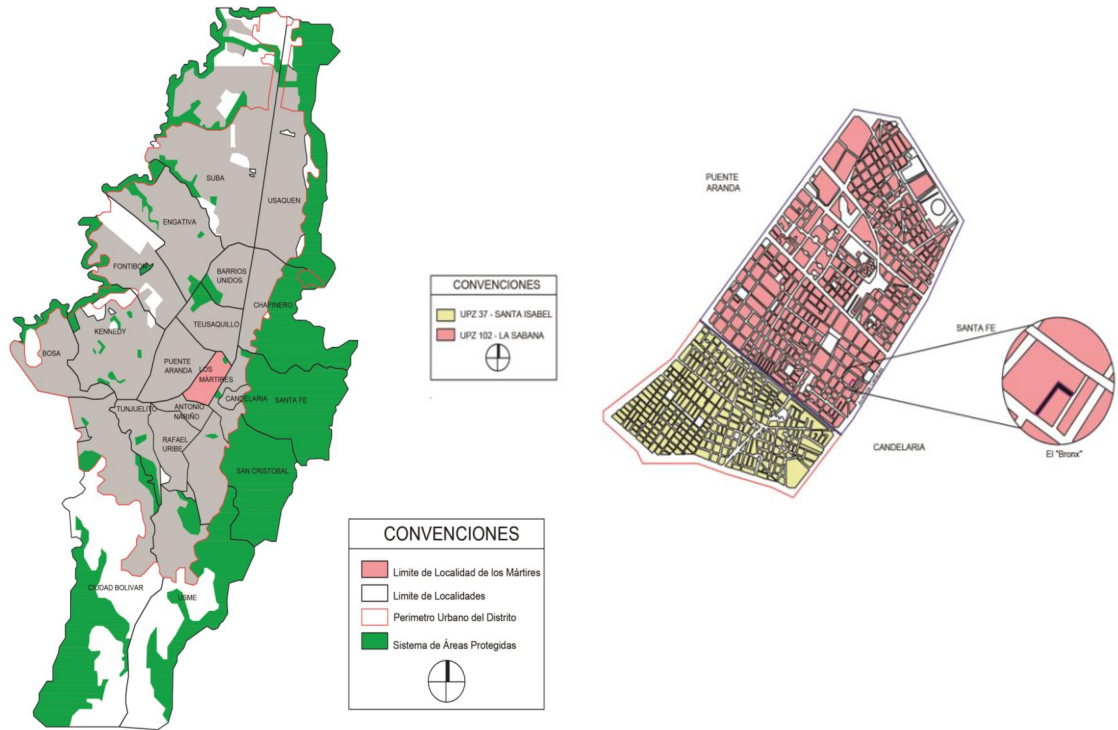 SUBA
USAQUEN
ENGATIVA
FONTIBON
BARRIOS
UNIDOS
CHAPINERO
TEUSAQUILLO
KENNEDY
BOSA
PUENTE
ARANDA
LOS
MÁRTIRES
CANDELARIA
SANTA FE
TUNJUELITO
ANTONIO
NARIÑO
RAFAEL
URIBE
SAN CRISTOBAL
CIUDAD BOLIVAR
USME
CONVENCIONES
UPZ 37 - SANTA ISABEL
UPZ 102 - LA SABANA
CONVENCIONES
Limite de Localidad de los Mártires
Limite de Localidades
Perimetro Urbano del Distrito
Sistema de Áreas Protegidas
PUENTE
ARANDA
SANTA FE
CANDELARIA
El "Bronx"